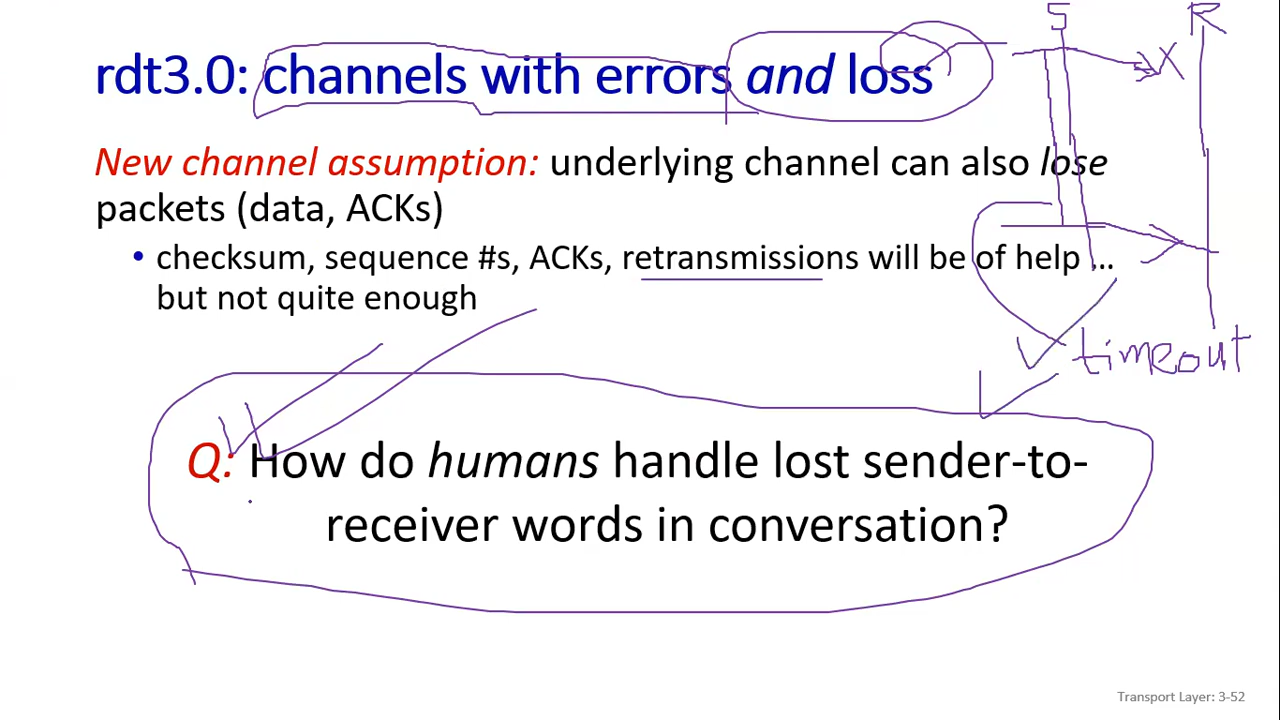 S R
rdt3.0: channels with errors and loss
X
New channel assumption: underlying channel can also lose
packets (data, ACKs)
• checksum, sequence #s, ACKs, retransmissions will be of help …
but not quite enough
timeout
Q: How do humans handle lost sender-to-
receiver words in conversation?
Transport Layer: 3-52